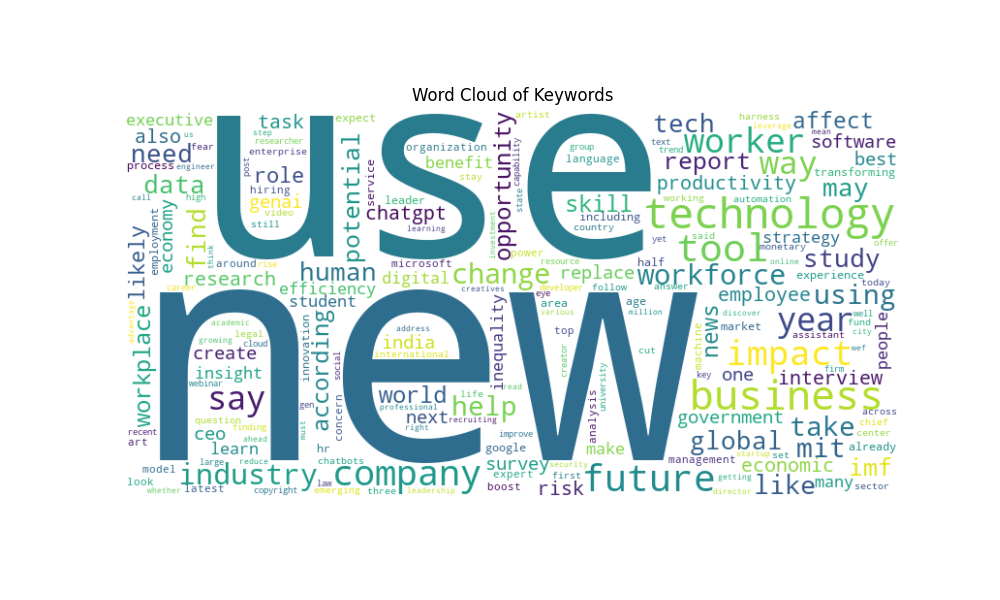 Word Cloud of Keywords
executive
use
task
expect
opportunity
artist
tech
harness
leverage
affect
also
us
step
researcher
fear
organization
group
language
text
mean
worker
software
need
enterprise
potential
benefit
capability
trend
report
way
best
process
engineer
post
role
service
stay
working
productivity
transforming
data
hiring
genai
leader
state
skill
automation
may
call
high
video
chatgpt
including
technology
employment
economy
find
still
learning
investment
country
said
offer
think
power
yet
tool
monetary
strategy
likely
around
rise
microsoft
resource
online
study
research
human
digital
change
replace
half
workforce
experience
career
efficiency
creatives
developer
follow
answer
today
new
student
eye
area
age
employee
using
advantage
academic
innovation
according
address
inequality
various
million
news
discover
well
growing
legal
cloud
india
top
market
fund
year
city
workplace
create
social
international
creator
cut
machine
assistant
people
insight
world
life
read
university
impact
wef
webinar
gen
concern
professional
next
help
key
one
firm
interview
say
recruiting
analysis
business
question
finding
must
right
government
across
recent
ceo
take
chief
art
ahead
improve
global
center
learn
hr
google
make
mit
already
model
large
reduce
chatbots
survey
security
management
startup
set
economic
imf
look
industry
law
company
expert
first
future
getting
like
many
whether
latest
copyright
emerging
three
leadership
boost
risk
director
sector